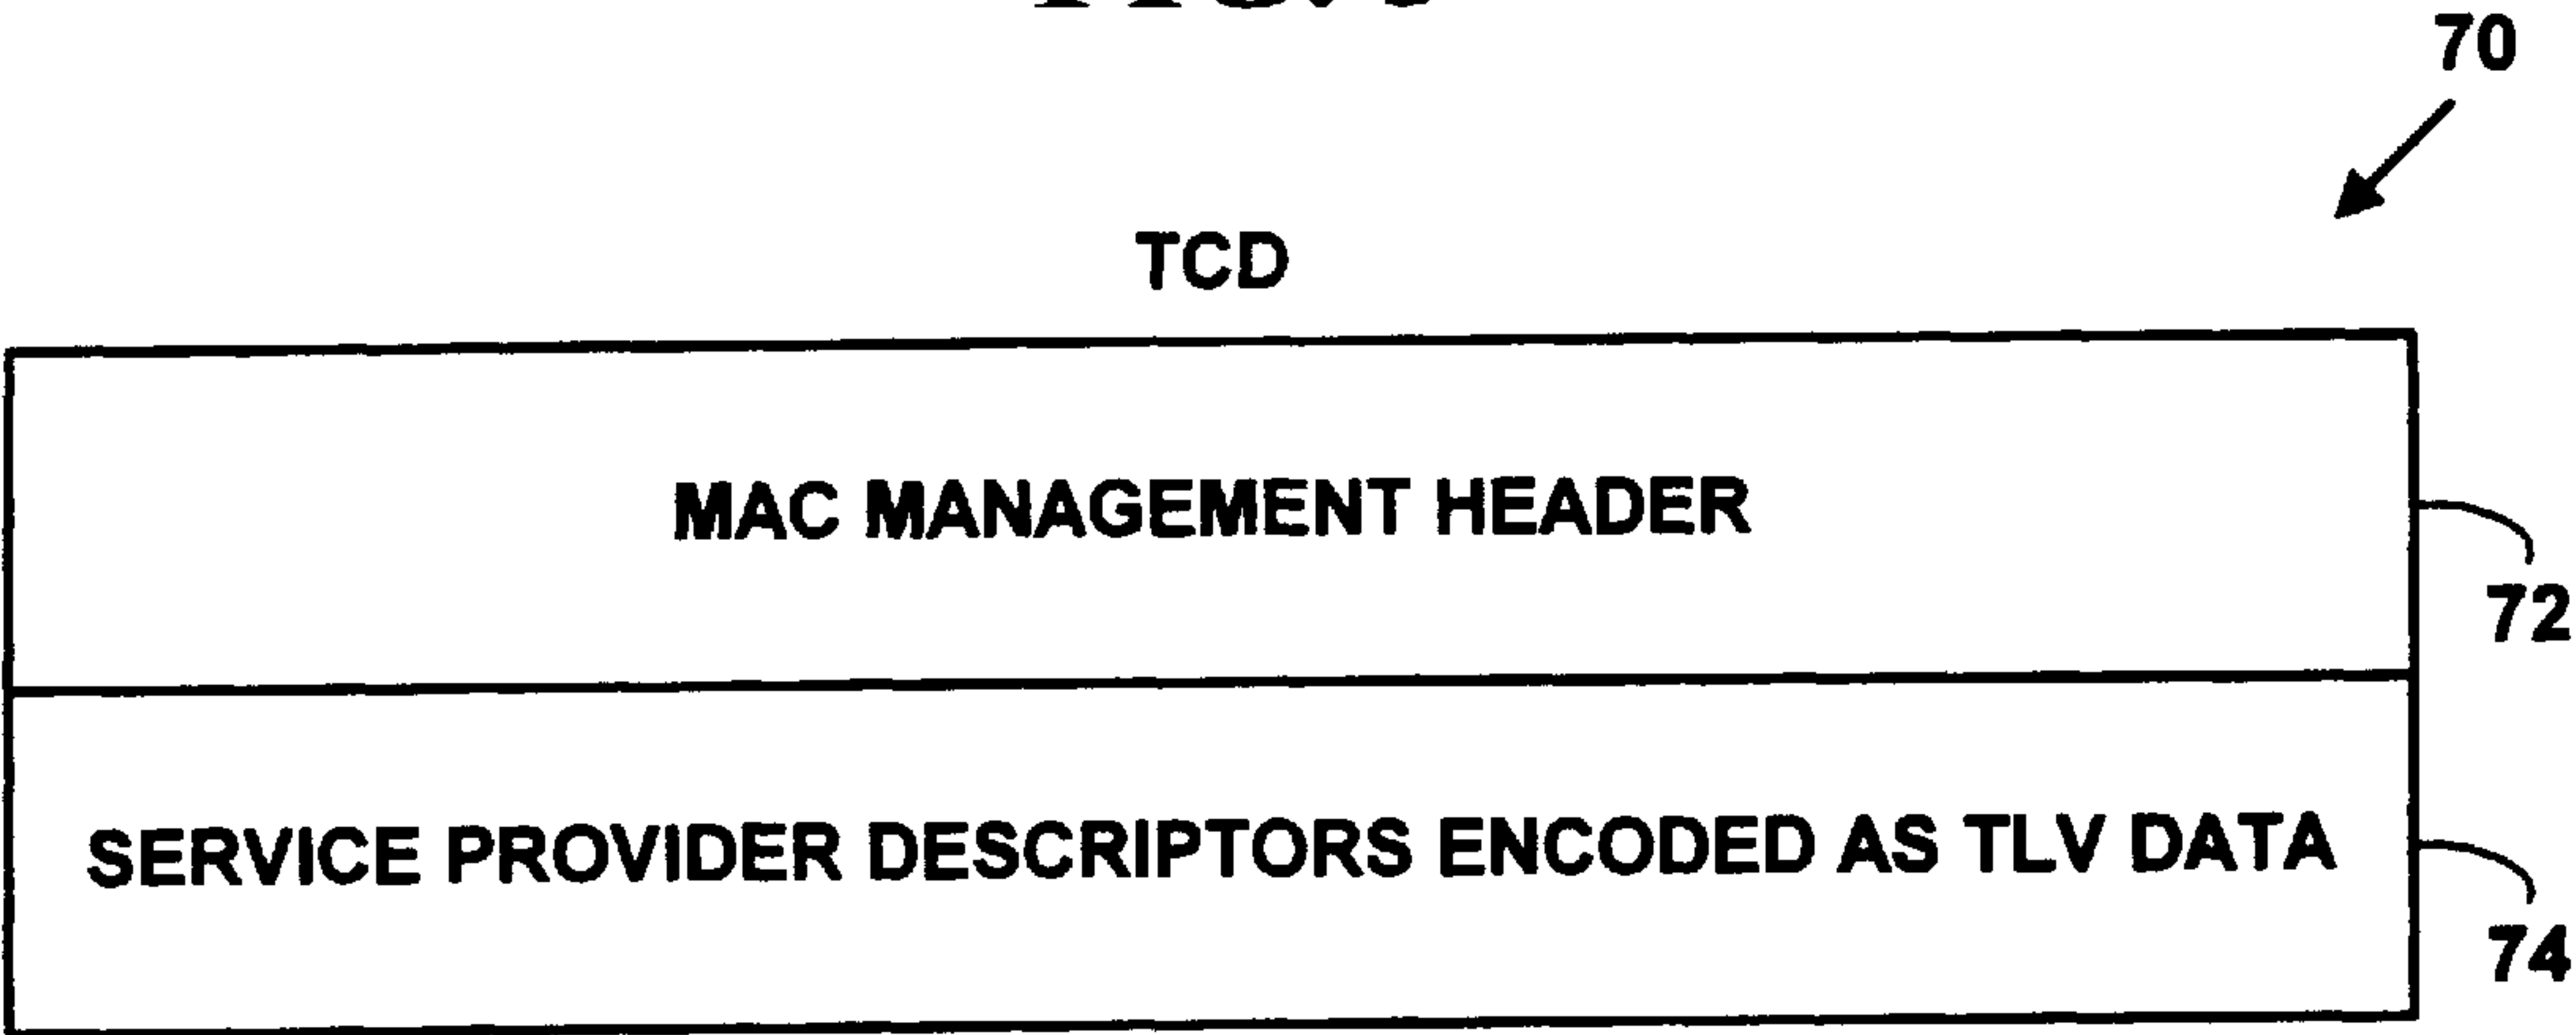 70
TCD
MAC MANAGEMENT HEADER
72
SERVICE PROVIDER DESCRIPTORS ENCODED AS TLV DATA
74